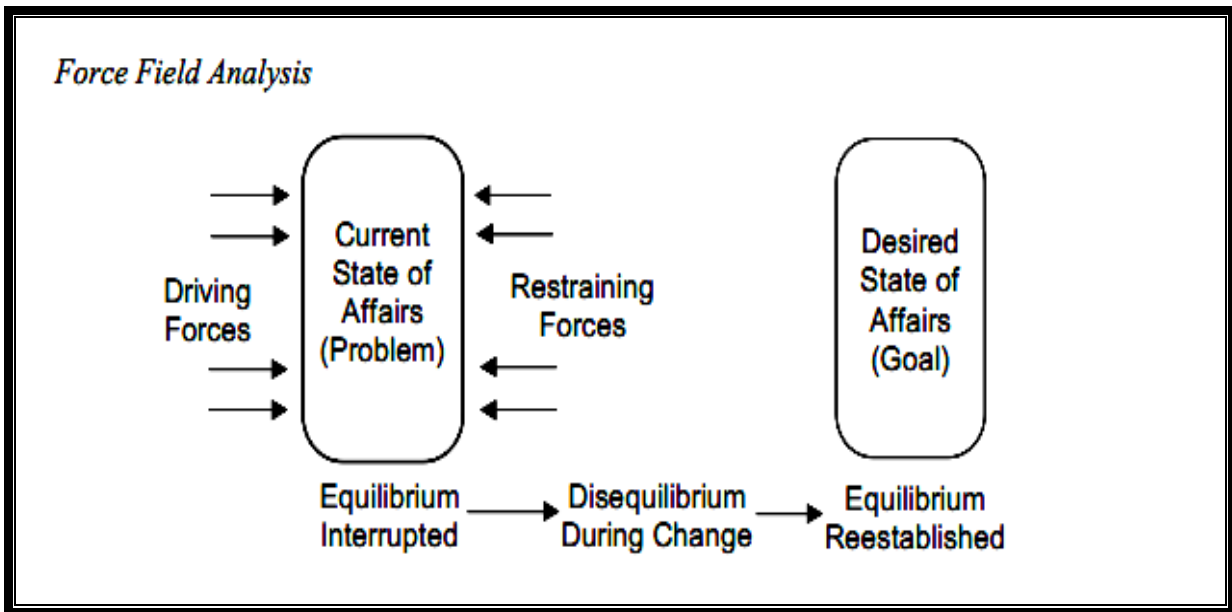 Force Field Analysis
Driving
Forces
Current
State of
Affairs
(Problem)
Restraining
Forces
Desired
State of
Affairs
(Goal)
Equilibrium
Interrupted
Disequilibrium
During Change
Equilibrium
Reestablished